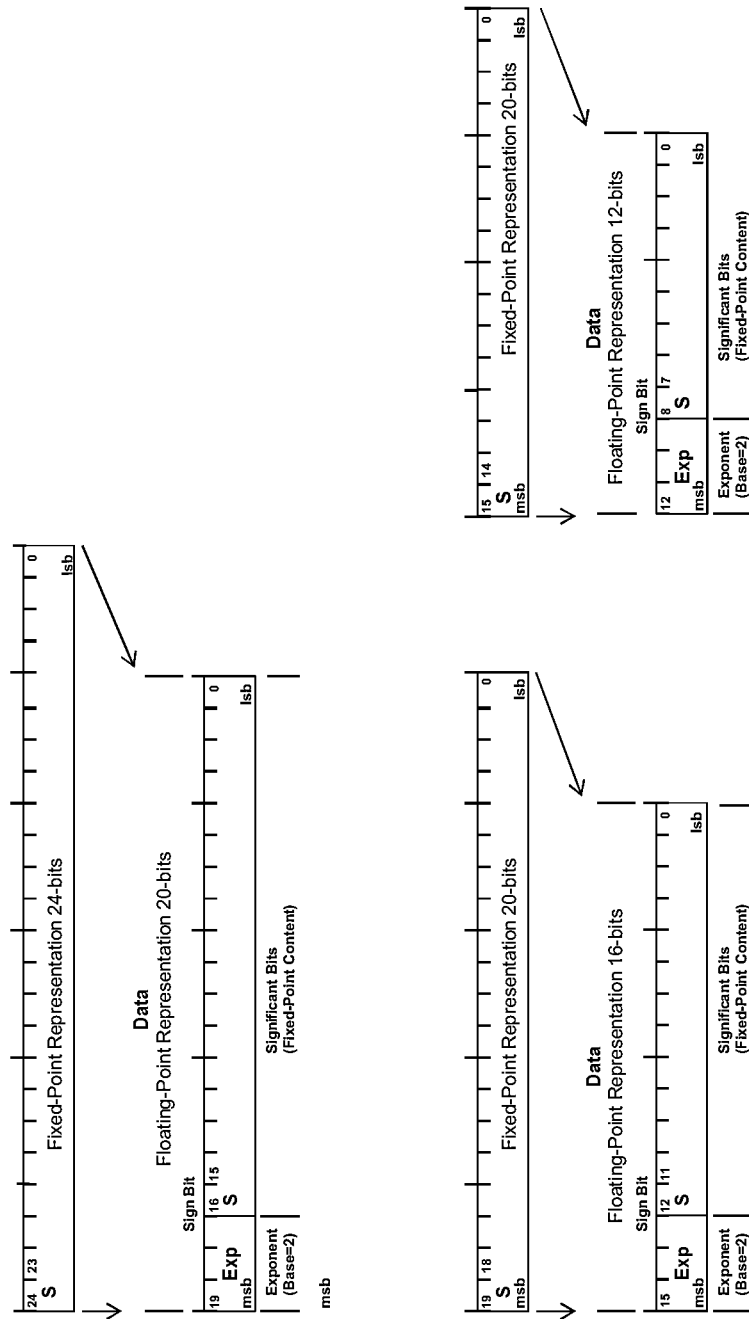 24 23 0
S
Fixed-Point Representation 24-bits
lsb
Data
Floating-Point Representation 20-bits
Sign Bit
19 16 15 0
Exp S
msb lsb
Exponent
(Base=2)
Significant Bits
(Fixed-Point Content)
msb
19 18 0
S
msb
Fixed-Point Representation 20-bits
lsb
Data
Floating-Point Representation 16-bits
Sign Bit
15 12 11 0
Exp S
msb lsb
Exponent
(Base=2)
Significant Bits
(Fixed-Point Content)
15 14 0
S
msb
Fixed-Point Representation 20-bits
lsb
Data
Floating-Point Representation 12-bits
Sign Bit
12 8 7 0
Exp S
msb lsb
Exponent
(Base=2)
Significant Bits
(Fixed-Point Content)